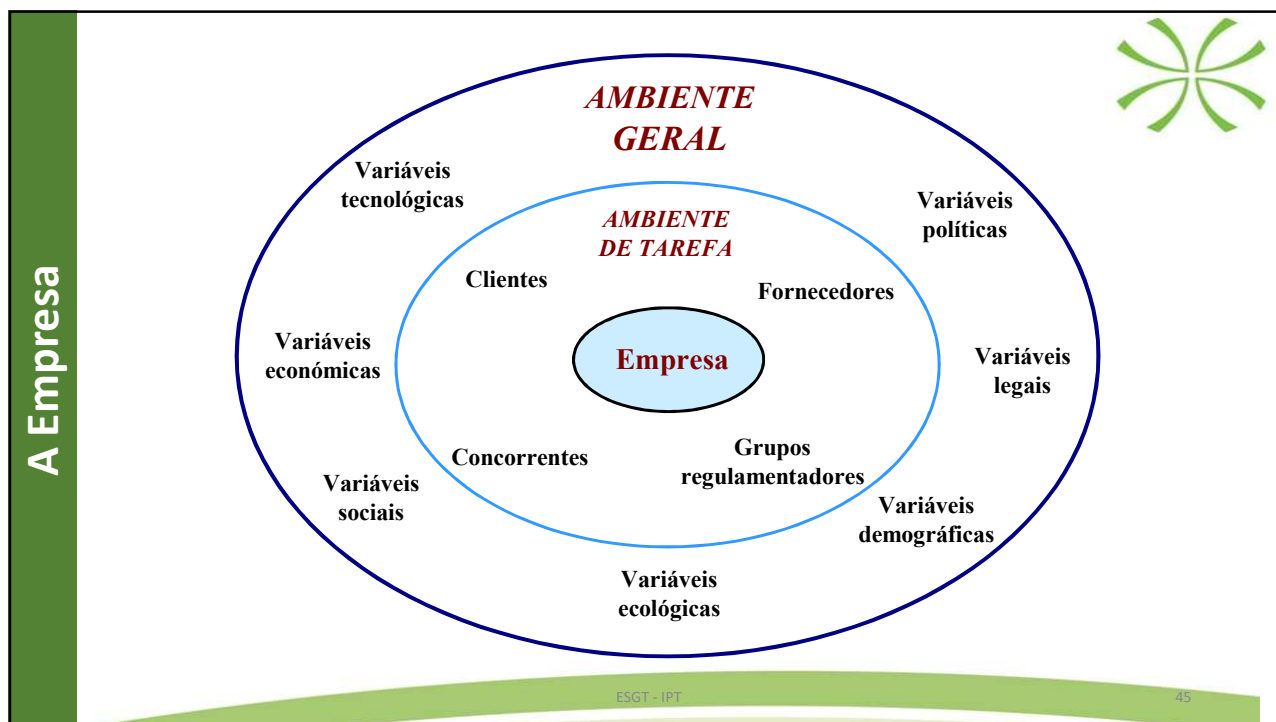 A Empresa
AMBIENTE
GERAL
Variáveis
tecnológicas
Variáveis
políticas
AMBIENTE
DE TAREFA
Clientes
Fornecedores
Variáveis
económicas
Empresa
Variáveis
legais
Concorrentes
Grupos
regulamentadores
Variáveis
sociais
Variáveis
demográficas
Variáveis
ecológicas
ESGT - IPT
45